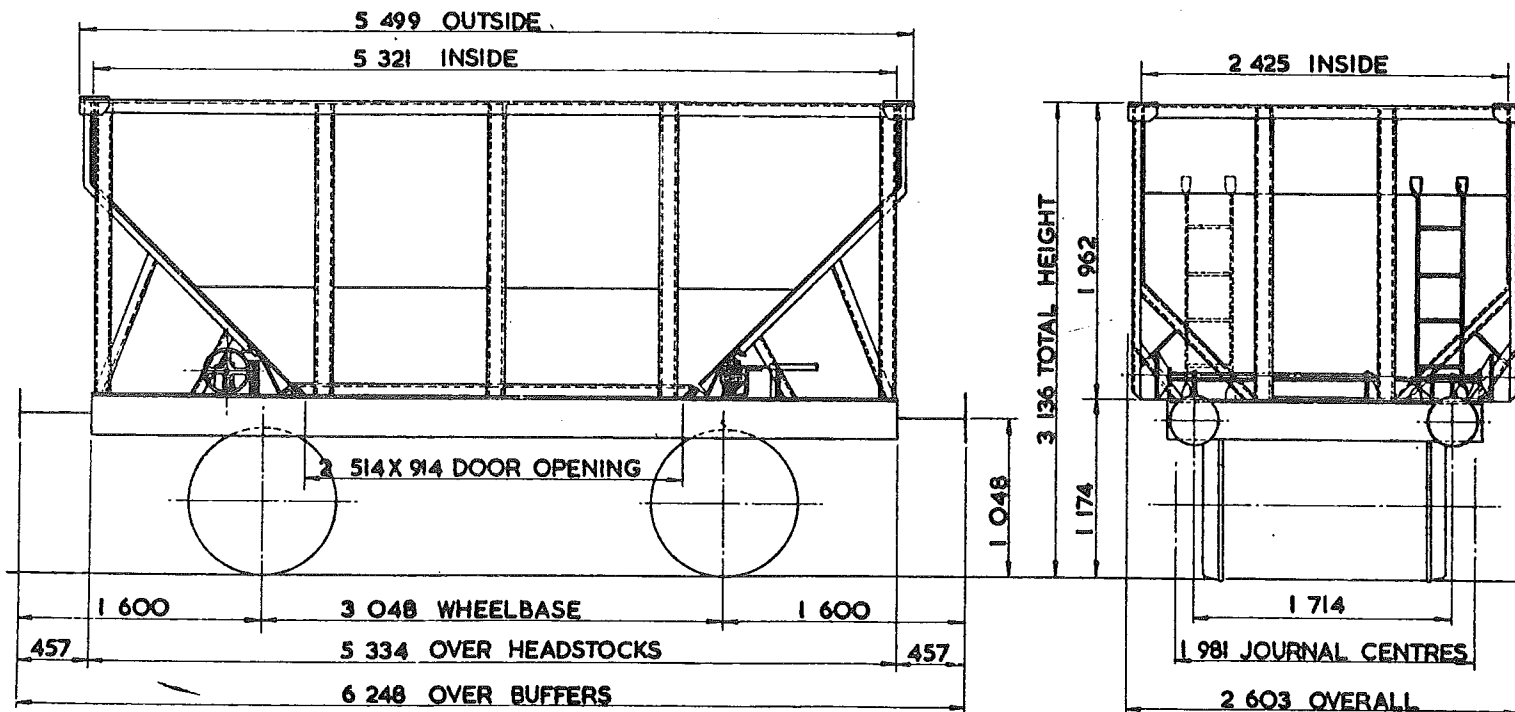 5 499 OUTSIDE
5 321 INSIDE
2 425 INSIDE
3 136 TOTAL HEIGHT
1 962
2 514 X 914 DOOR OPENING
1 048
1 174
1 600
3 048 WHEELBASE
1 600
1 714
457
5 334 OVER HEADSTOCKS
457
1 981 JOURNAL CENTRES
6 248 OVER BUFFERS
2 603 OVERALL